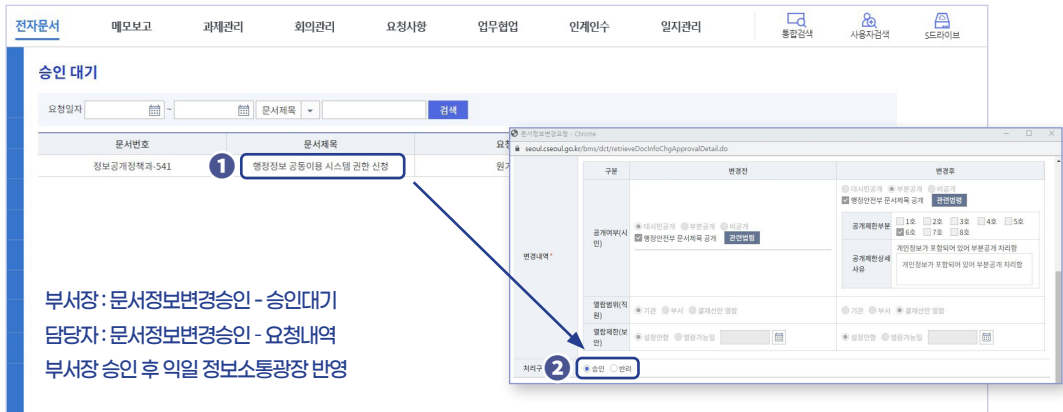 전자문서 메모보고 과제관리 회의관리 요청사항 업무협업 인계인수 일지관리 통합검색 사용자검색 S드라이브
승인 대기
요청일자 ~ 문서제목 검색
문서번호 문서제목
정보공개정책과-541 1 행정정보 공동이용 시스템 권한 신청
부서장 : 문서정보변경승인 - 승인대기
담당자 : 문서정보변경승인 - 요청내역
부서장 승인 후 익일 정보소통광장 반영
문서정보변경요청 - Chrome
seoul.cseoul.go.kr/bms/dct/retrieveDocInfoChgApprovalDetail.do
구분 변경전 변경후
변경내역 *
공개여부(시민)
대시민공개 부분공개 비공개
행정안전부 문서제목 공개 관련법령
대시민공개 부분공개 비공개
행정안전부 문서제목 공개 관련법령
공개제한부분 1호 2호 3호 4호 5호
6호 7호 8호
공개제한상세사유
개인정보가 포함되어 있어 부분공개 처리함
개인정보가 포함되어 있어 부분공개 처리함
열람범위(직원) 기관 부서 결재선만 열람 기관 부서 결재선만 열람
열람제한(보안) 설정안함 열람가능일 설정안함 열람가능일
처리구 2 승인 반려